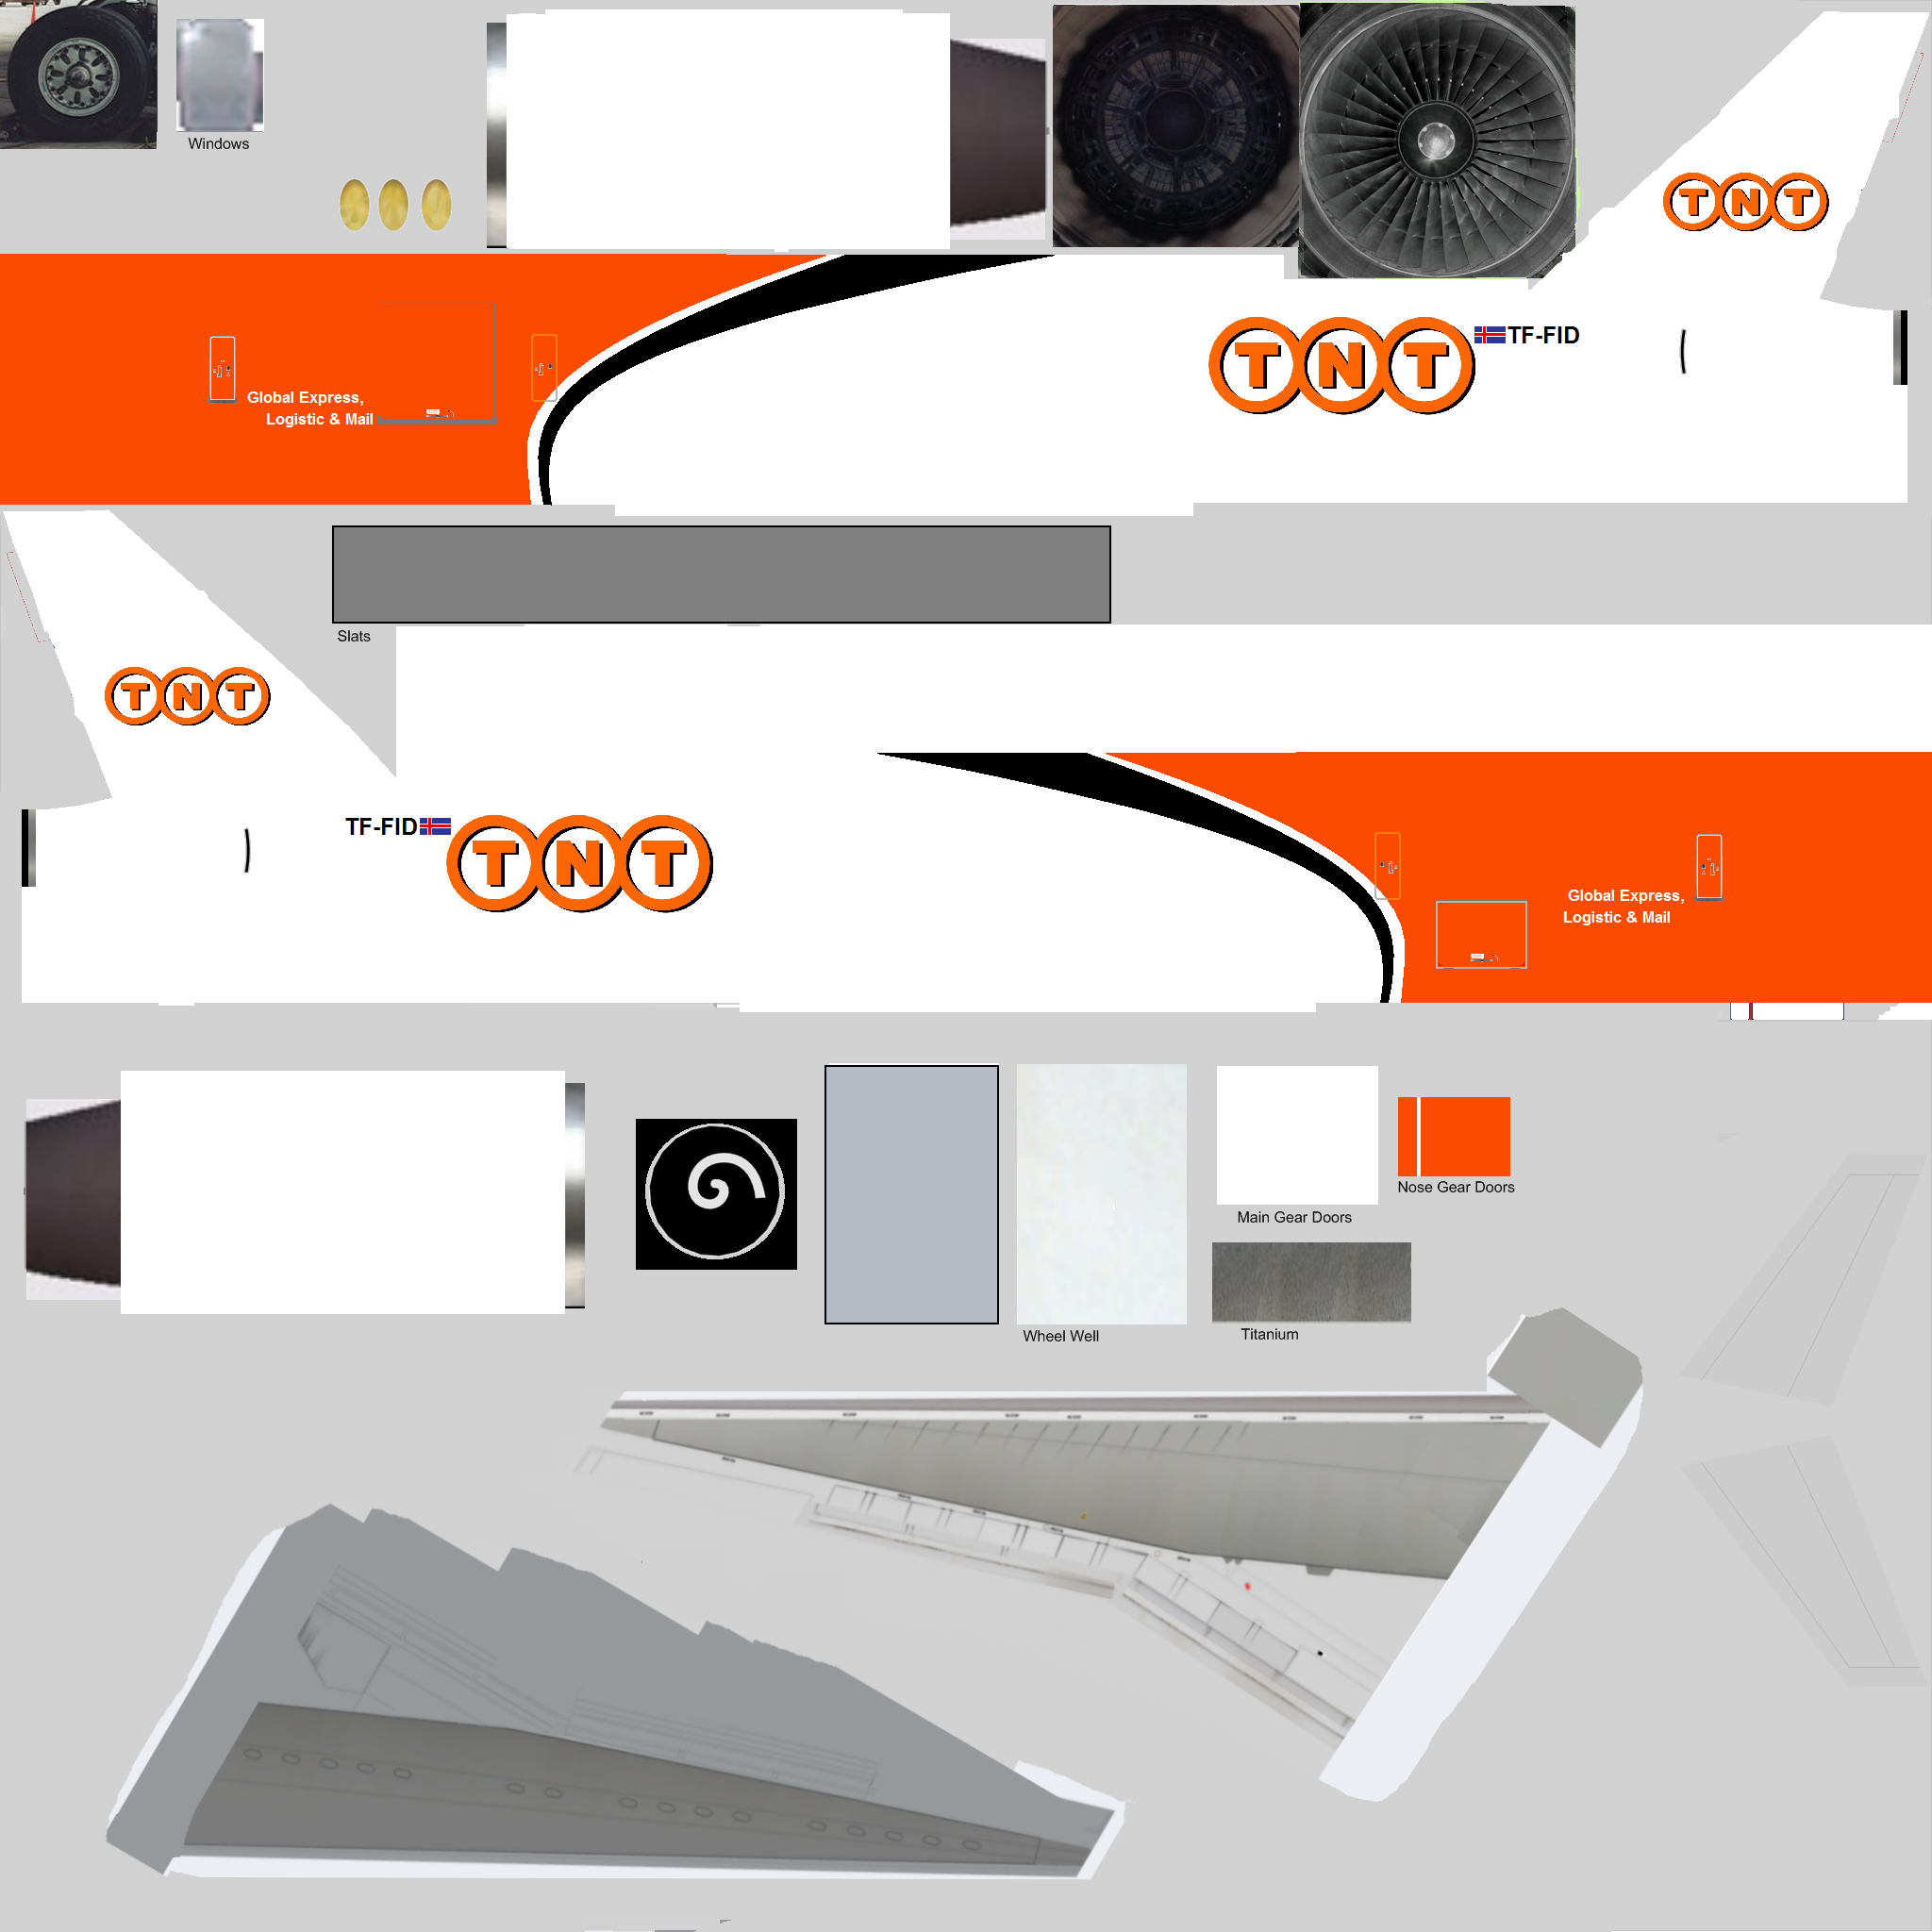 Windows
TNT
TNT
TF-FID
Global Express,
Logistic & Mail
Slats
TNT
TF-FID
TNT
Global Express,
Logistic & Mail
Nose Gear Doors
Main Gear Doors
Wheel Well
Titanium